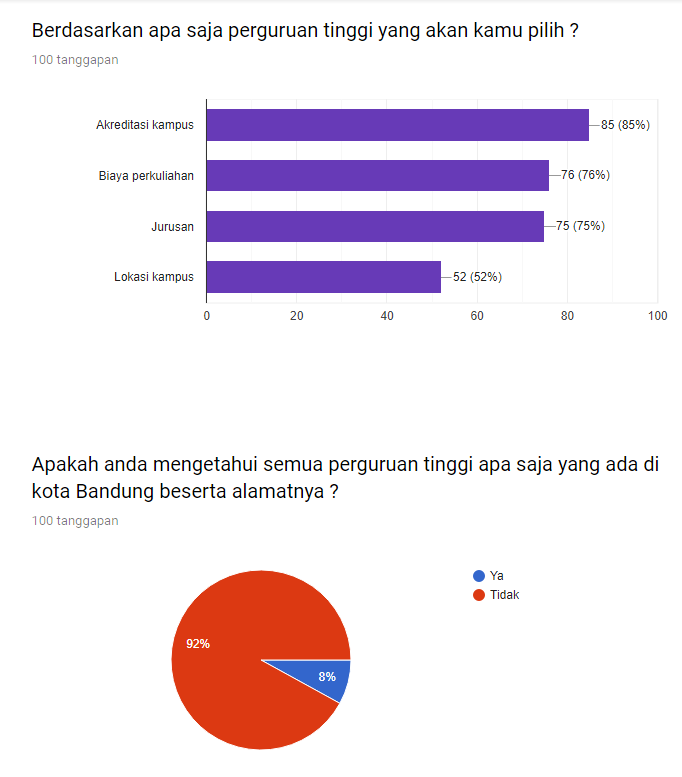 Berdasarkan apa saja perguruan tinggi yang akan kamu pilih ?
100 tanggapan
Akreditasi kampus
85 (85%)
Biaya perkuliahan
76 (76%)
Jurusan
75 (75%)
Lokasi kampus
52 (52%)
0 20 40 60 80 100
Apakah anda mengetahui semua perguruan tinggi apa saja yang ada di
kota Bandung beserta alamatnya ?
100 tanggapan
Ya
Tidak
92%
8%